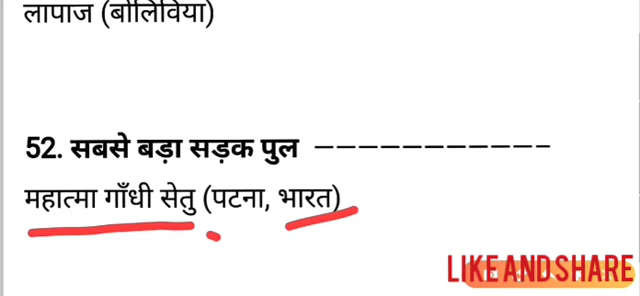 लापाज (बोलिविया)
52. सबसे बड़ा सड़क पुल -----------
महात्मा गाँधी सेतु (पटना, भारत)
LIKE AND SHARE